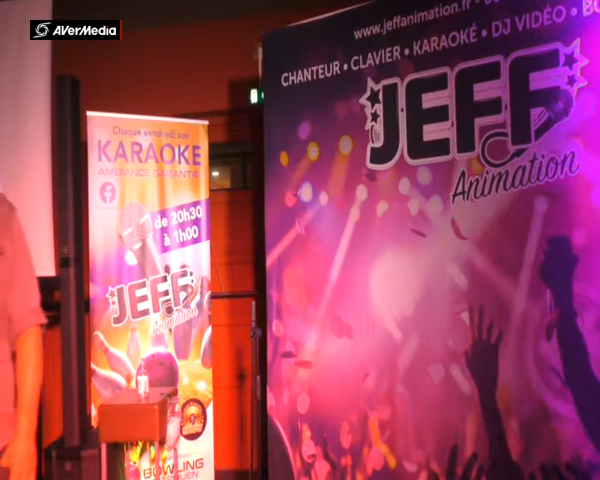 AVerMedia
www.jeffanimation.fr
CHANTEUR • CLAVIER • KARAOKÉ • DJ VIDÉO •
JEFF
Animation
Chaque vendredi soir
KARAOKE
AMBIANCE GARANTIE
de 20h30
à 1h00
JEFF
Animation
BOWLING